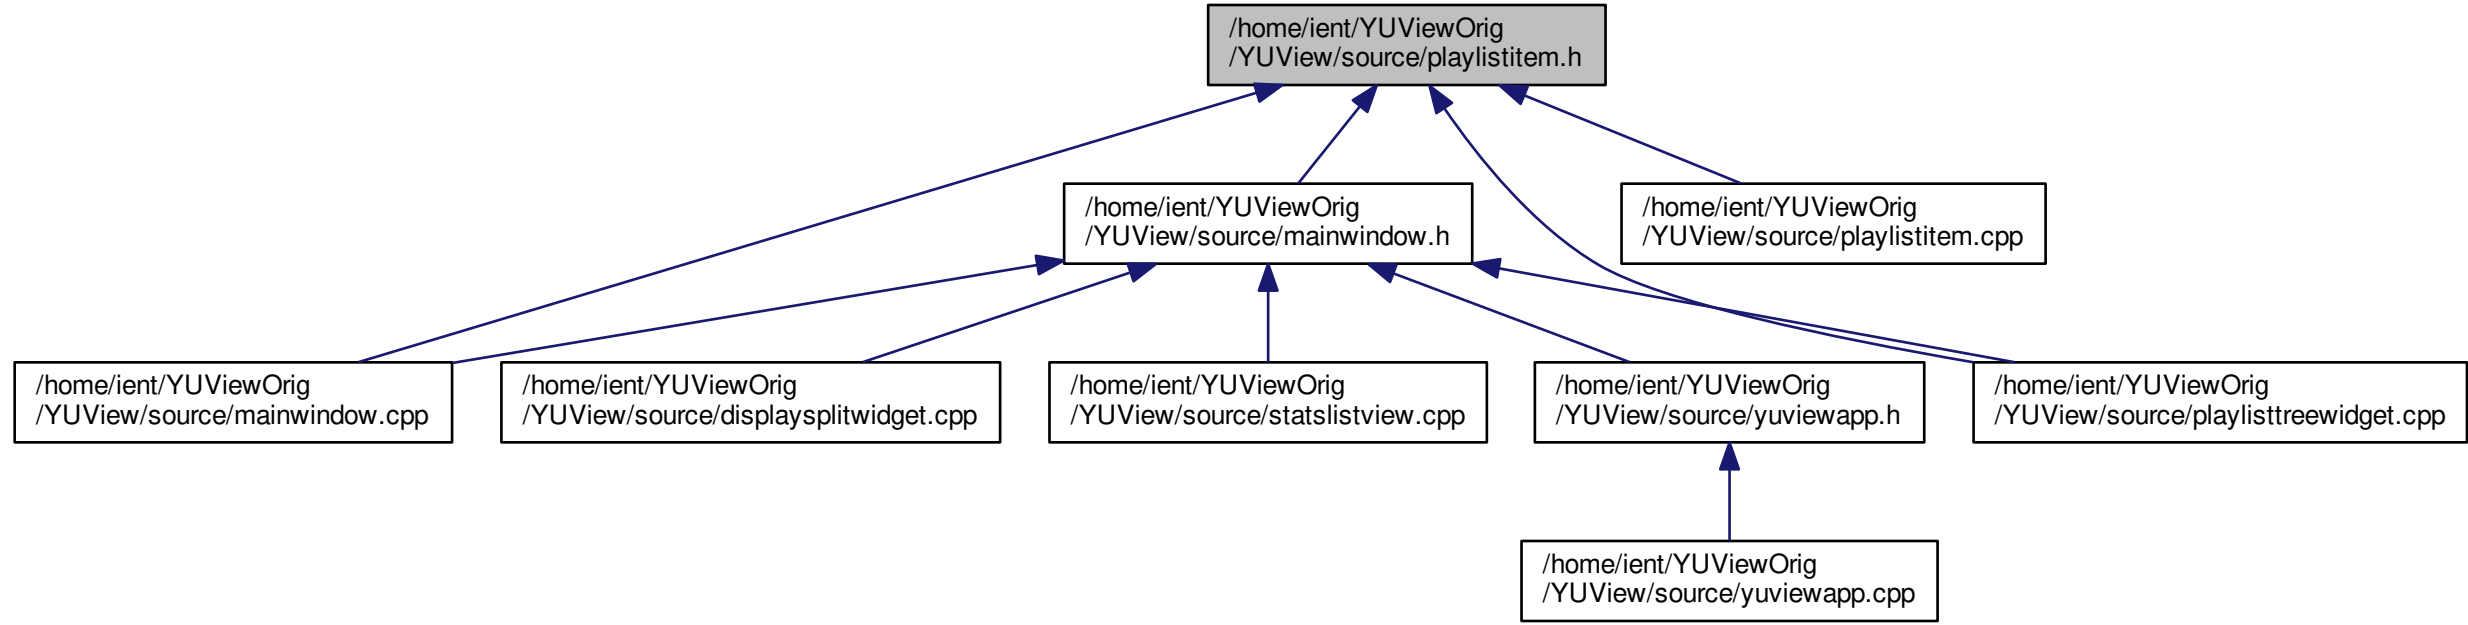 /home/ient/YUViewOrig
/YUView/source/playlistitem.h
/home/ient/YUViewOrig
/YUView/source/mainwindow.h
/home/ient/YUViewOrig
/YUView/source/playlistitem.cpp
/home/ient/YUViewOrig
/YUView/source/mainwindow.cpp
/home/ient/YUViewOrig
/YUView/source/displaysplitwidget.cpp
/home/ient/YUViewOrig
/YUView/source/statslistview.cpp
/home/ient/YUViewOrig
/YUView/source/yuviewapp.h
/home/ient/YUViewOrig
/YUView/source/playlisttreewidget.cpp
/home/ient/YUViewOrig
/YUView/source/yuviewapp.cpp